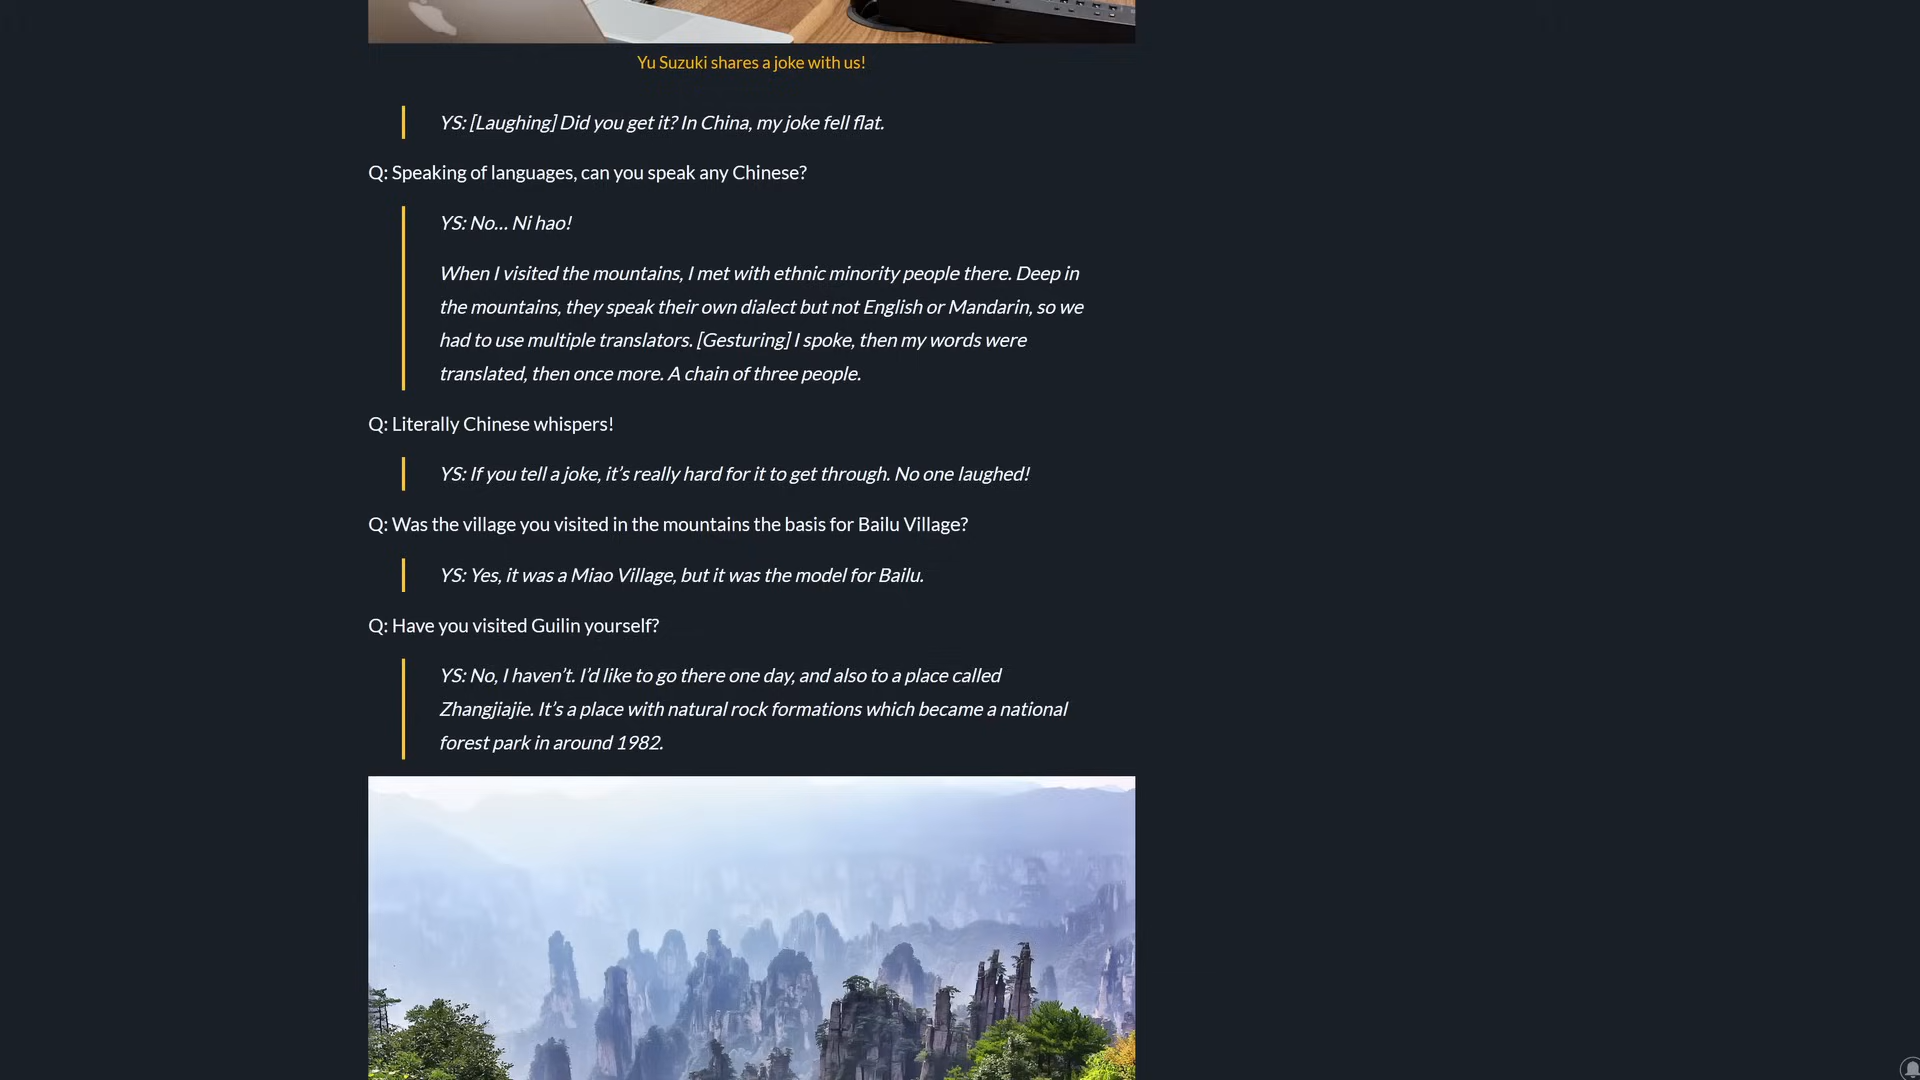 Yu Suzuki shares a joke with us!
YS: [Laughing] Did you get it? In China, my joke fell flat.
Q: Speaking of languages, can you speak any Chinese?
YS: No… Ni hao!
When I visited the mountains, I met with ethnic minority people there. Deep in
the mountains, they speak their own dialect but not English or Mandarin, so we
had to use multiple translators. [Gesturing] I spoke, then my words were
translated, then once more. A chain of three people.
Q: Literally Chinese whispers!
YS: If you tell a joke, it’s really hard for it to get through. No one laughed!
Q: Was the village you visited in the mountains the basis for Bailu Village?
YS: Yes, it was a Miao Village, but it was the model for Bailu.
Q: Have you visited Guilin yourself?
YS: No, I haven’t. I’d like to go there one day, and also to a place called
Zhangjiajie. It’s a place with natural rock formations which became a national
forest park in around 1982.